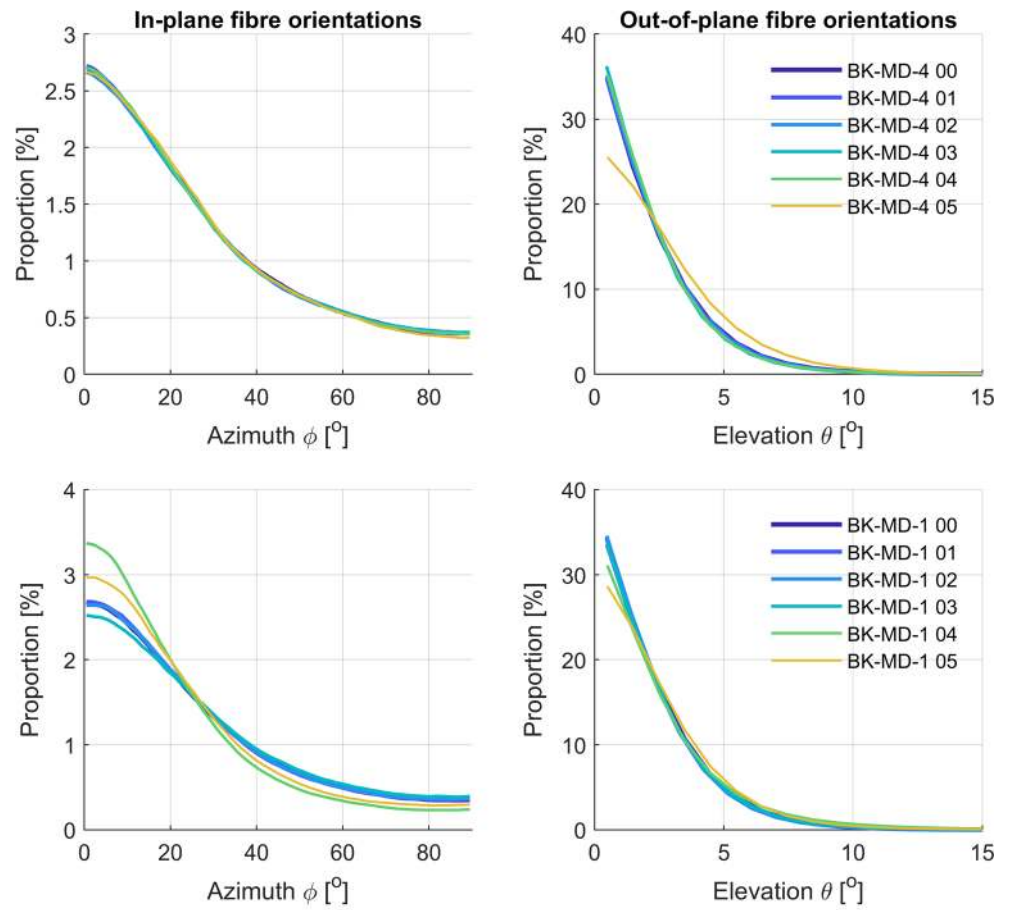 In-plane fibre orientations
Out-of-plane fibre orientations
3
2.5
2
1.5
1
0.5
0
Proportion [%]
0 20 40 60 80
Azimuth ϕ [°]
40
30
20
10
0
Proportion [%]
BK-MD-4 00
BK-MD-4 01
BK-MD-4 02
BK-MD-4 03
BK-MD-4 04
BK-MD-4 05
0 5 10 15
Elevation θ [°]
4
3
2
1
0
Proportion [%]
0 20 40 60 80
Azimuth ϕ [°]
40
30
20
10
0
Proportion [%]
BK-MD-1 00
BK-MD-1 01
BK-MD-1 02
BK-MD-1 03
BK-MD-1 04
BK-MD-1 05
0 5 10 15
Elevation θ [°]